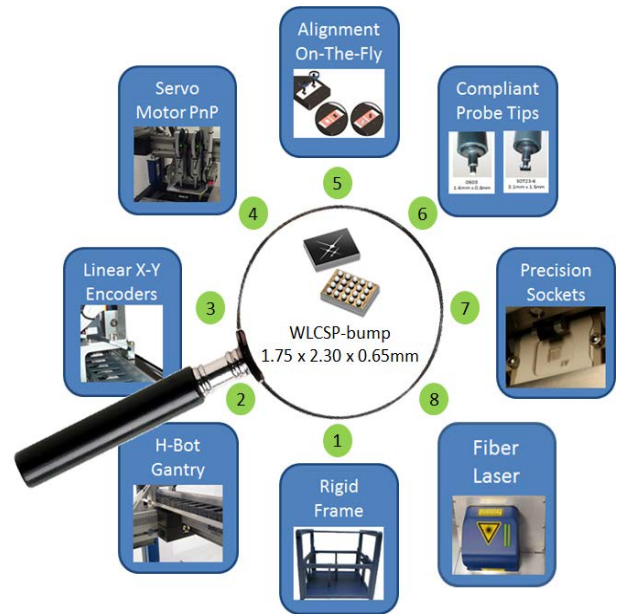 Alignment
On-The-Fly
Servo
Motor PnP
Compliant
Probe Tips
0603
1.6mm x 0.8mm
SOT23-6
3.1mm x 1.5mm
5
4
6
Linear X-Y
Encoders
3
WLCSP-bump
1.75 x 2.30 x 0.65mm
7
Precision
Sockets
2
8
1
H-Bot
Gantry
Rigid
Frame
Fiber
Laser